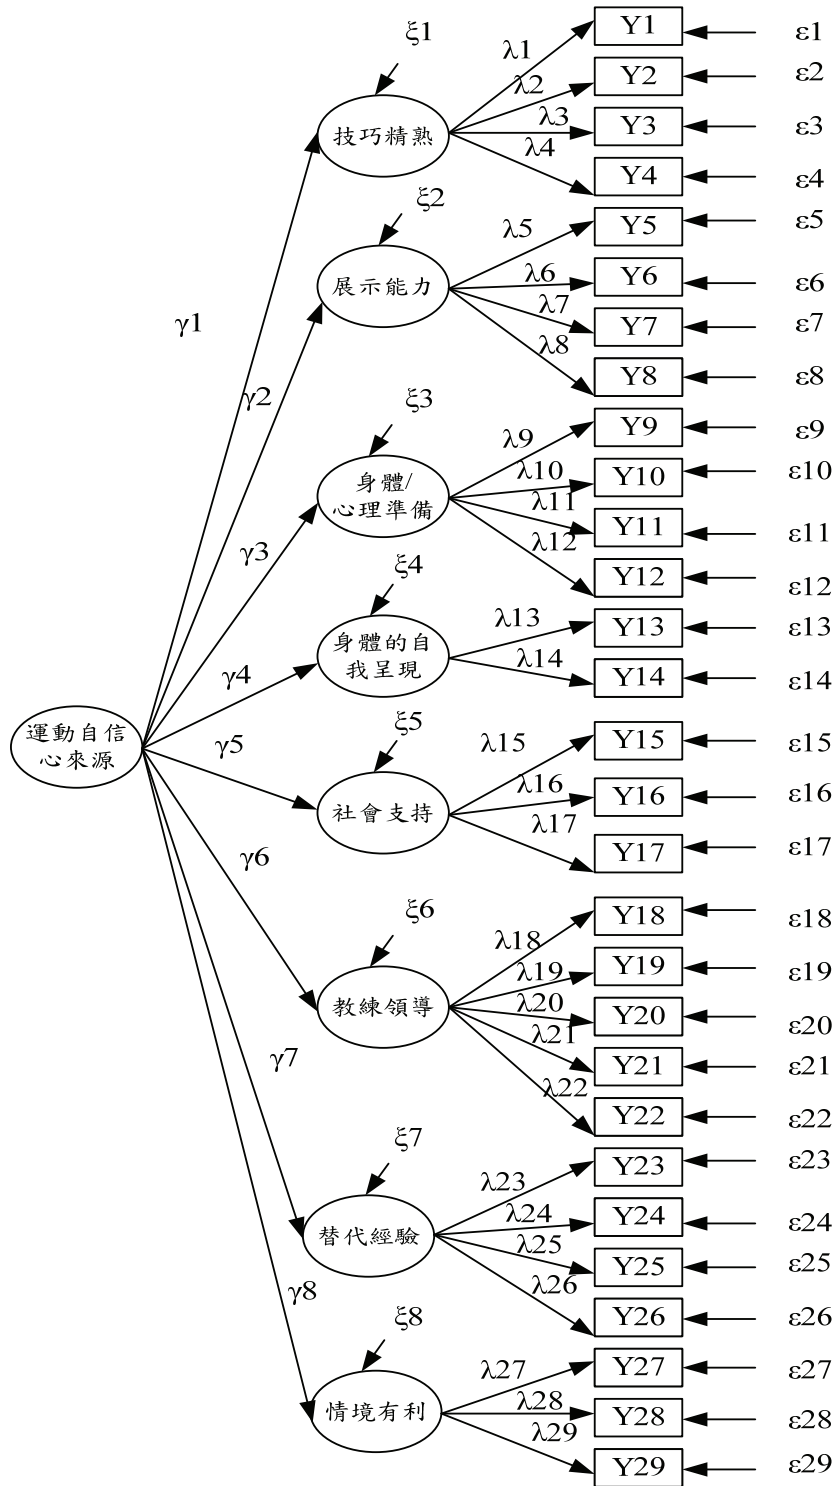 ξ1
λ1
Y1
ε1
λ2
Y2
ε2
技巧精熟
λ3
Y3
ε3
λ4
Y4
ε4
ξ2
λ5
Y5
ε5
展示能力
λ6
Y6
ε6
λ7
Y7
ε7
γ1
λ8
Y8
ε8
γ2
ξ3
λ9
Y9
ε9
身體/
心理準備
λ10
Y10
ε10
λ11
Y11
ε11
γ3
λ12
Y12
ε12
ξ4
λ13
Y13
ε13
身體的自
我呈現
γ4
λ14
Y14
ε14
運動自信
心來源
γ5
ξ5
λ15
Y15
ε15
社會支持
λ16
Y16
ε16
λ17
Y17
ε17
γ6
ξ6
λ18
Y18
ε18
λ19
Y19
ε19
教練領導
λ20
Y20
ε20
λ21
Y21
ε21
γ7
λ22
Y22
ε22
ξ7
λ23
Y23
ε23
替代經驗
λ24
Y24
ε24
λ25
Y25
ε25
γ8
λ26
Y26
ε26
ξ8
λ27
Y27
ε27
情境有利
λ28
Y28
ε28
λ29
Y29
ε29